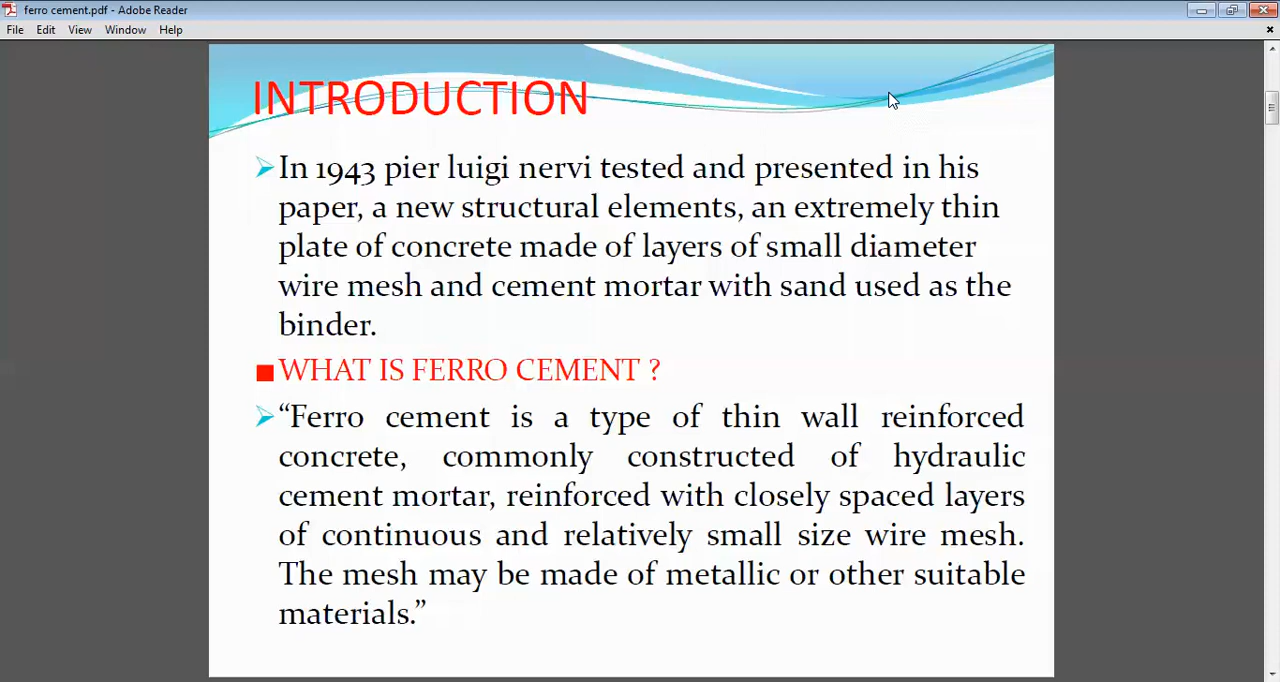 ferro cement.pdf - Adobe Reader
File Edit View Window Help
INTRODUCTION
In 1943 pier luigi nervi tested and presented in his
paper, a new structural elements, an extremely thin
plate of concrete made of layers of small diameter
wire mesh and cement mortar with sand used as the
binder.
WHAT IS FERRO CEMENT ?
“Ferro cement is a type of thin wall reinforced
concrete, commonly constructed of hydraulic
cement mortar, reinforced with closely spaced layers
of continuous and relatively small size wire mesh.
The mesh may be made of metallic or other suitable
materials.”